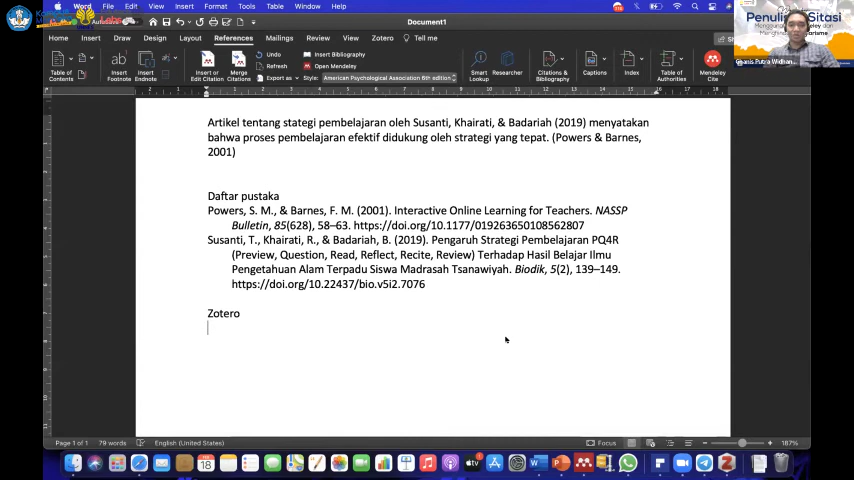 Word File Edit View Insert Format Tools Table Window Help
Document1
Home Insert Draw Design Layout References Mailings Review View Zotero Tell me
Table of Contents
Insert Footnote
Insert Endnote
Insert or Edit Citation
Merge Citations
Undo
Refresh
Export as
Insert Bibliography
Open Mendeley
Style: American Psychological Association 6th edition
Smart Lookup
Researcher
Citations & Bibliography
Captions
Index
Table of Authorities
Mendeley Cite
Penulisan Sitasi
Artikel tentang stategi pembelajaran oleh Susanti, Khairati, & Badariah (2019) menyatakan
bahwa proses pembelajaran efektif didukung oleh strategi yang tepat. (Powers & Barnes,
2001)
Daftar pustaka
Powers, S. M., & Barnes, F. M. (2001). Interactive Online Learning for Teachers. NASSP
Bulletin, 85(628), 58–63. https://doi.org/10.1177/019263650108562807
Susanti, T., Khairati, R., & Badariah, B. (2019). Pengaruh Strategi Pembelajaran PQ4R
(Preview, Question, Read, Reflect, Recite, Review) Terhadap Hasil Belajar Ilmu
Pengetahuan Alam Terpadu Siswa Madrasah Tsanawiyah. Biodik, 5(2), 139–149.
https://doi.org/10.22437/bio.v5i2.7076
Zotero
Page 1 of 1 79 words English (United States) Focus 187%